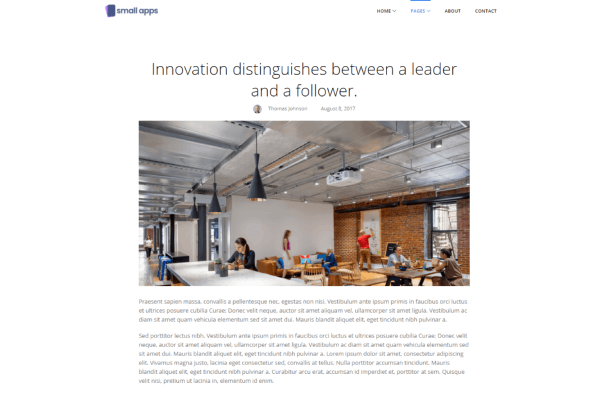 small apps
HOME PAGES ABOUT CONTACT
Innovation distinguishes between a leader
and a follower.
Thomas Johnson August 8, 2017
Praesent sapien massa, convallis a pellentesque nec, egestas non nisi. Vestibulum ante ipsum primis in faucibus orci luctus
et ultrices posuere cubilia Curae; Donec velit neque, auctor sit amet aliquam vel, ullamcorper sit amet ligula. Vestibulum ac
diam sit amet quam vehicula elementum sed sit amet dui. Mauris blandit aliquet elit, eget tincidunt nibh pulvinar a.
Sed porttitor lectus nibh, Vestibulum ante ipsum primis in faucibus orci luctus et ultrices posuere cubilia Curae; Donec velit
neque, auctor sit amet aliquam vel, ullamcorper sit amet ligula. Vestibulum ac diam sit amet quam vehicula elementum sed
sit amet dui. Mauris blandit aliquet elit, eget tincidunt nibh pulvinar a. Lorem ipsum dolor sit amet, consectetur adipiscing
elit. Vivamus magna justo, lacinia eget consectetur sed, convallis at tellus. Nulla porttitor accumsan tincidunt. Mauris
blandit aliquet elit, eget tincidunt nibh pulvinar a. Curabitur arcu erat, accumsan id imperdiet et, porttitor at sem. Quisque
velit nisi, pretium ut lacinia in, elementum id enim.